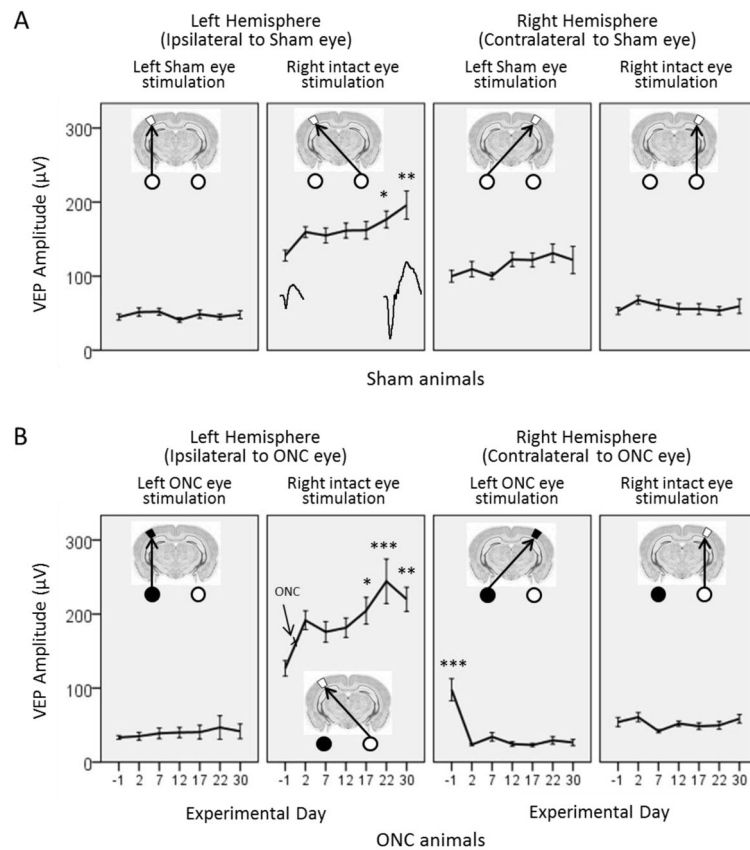 A
Left Hemisphere
(Ipsilateral to Sham eye)
Right Hemisphere
(Contralateral to Sham eye)
Left Sham eye
stimulation
Right intact eye
stimulation
Left Sham eye
stimulation
Right intact eye
stimulation
VEP Amplitude (µV)
300
200
100
0
*
**
Sham animals
B
Left Hemisphere
(Ipsilateral to ONC eye)
Right Hemisphere
(Contralateral to ONC eye)
Left ONC eye
stimulation
Right intact eye
stimulation
Left ONC eye
stimulation
Right intact eye
stimulation
VEP Amplitude (µV)
300
200
100
0
ONC
*
***
**
***
-1 2 7 12 17 22 30
-1 2 7 12 17 22 30
-1 2 7 12 17 22 30
-1 2 7 12 17 22 30
Experimental Day
Experimental Day
ONC animals